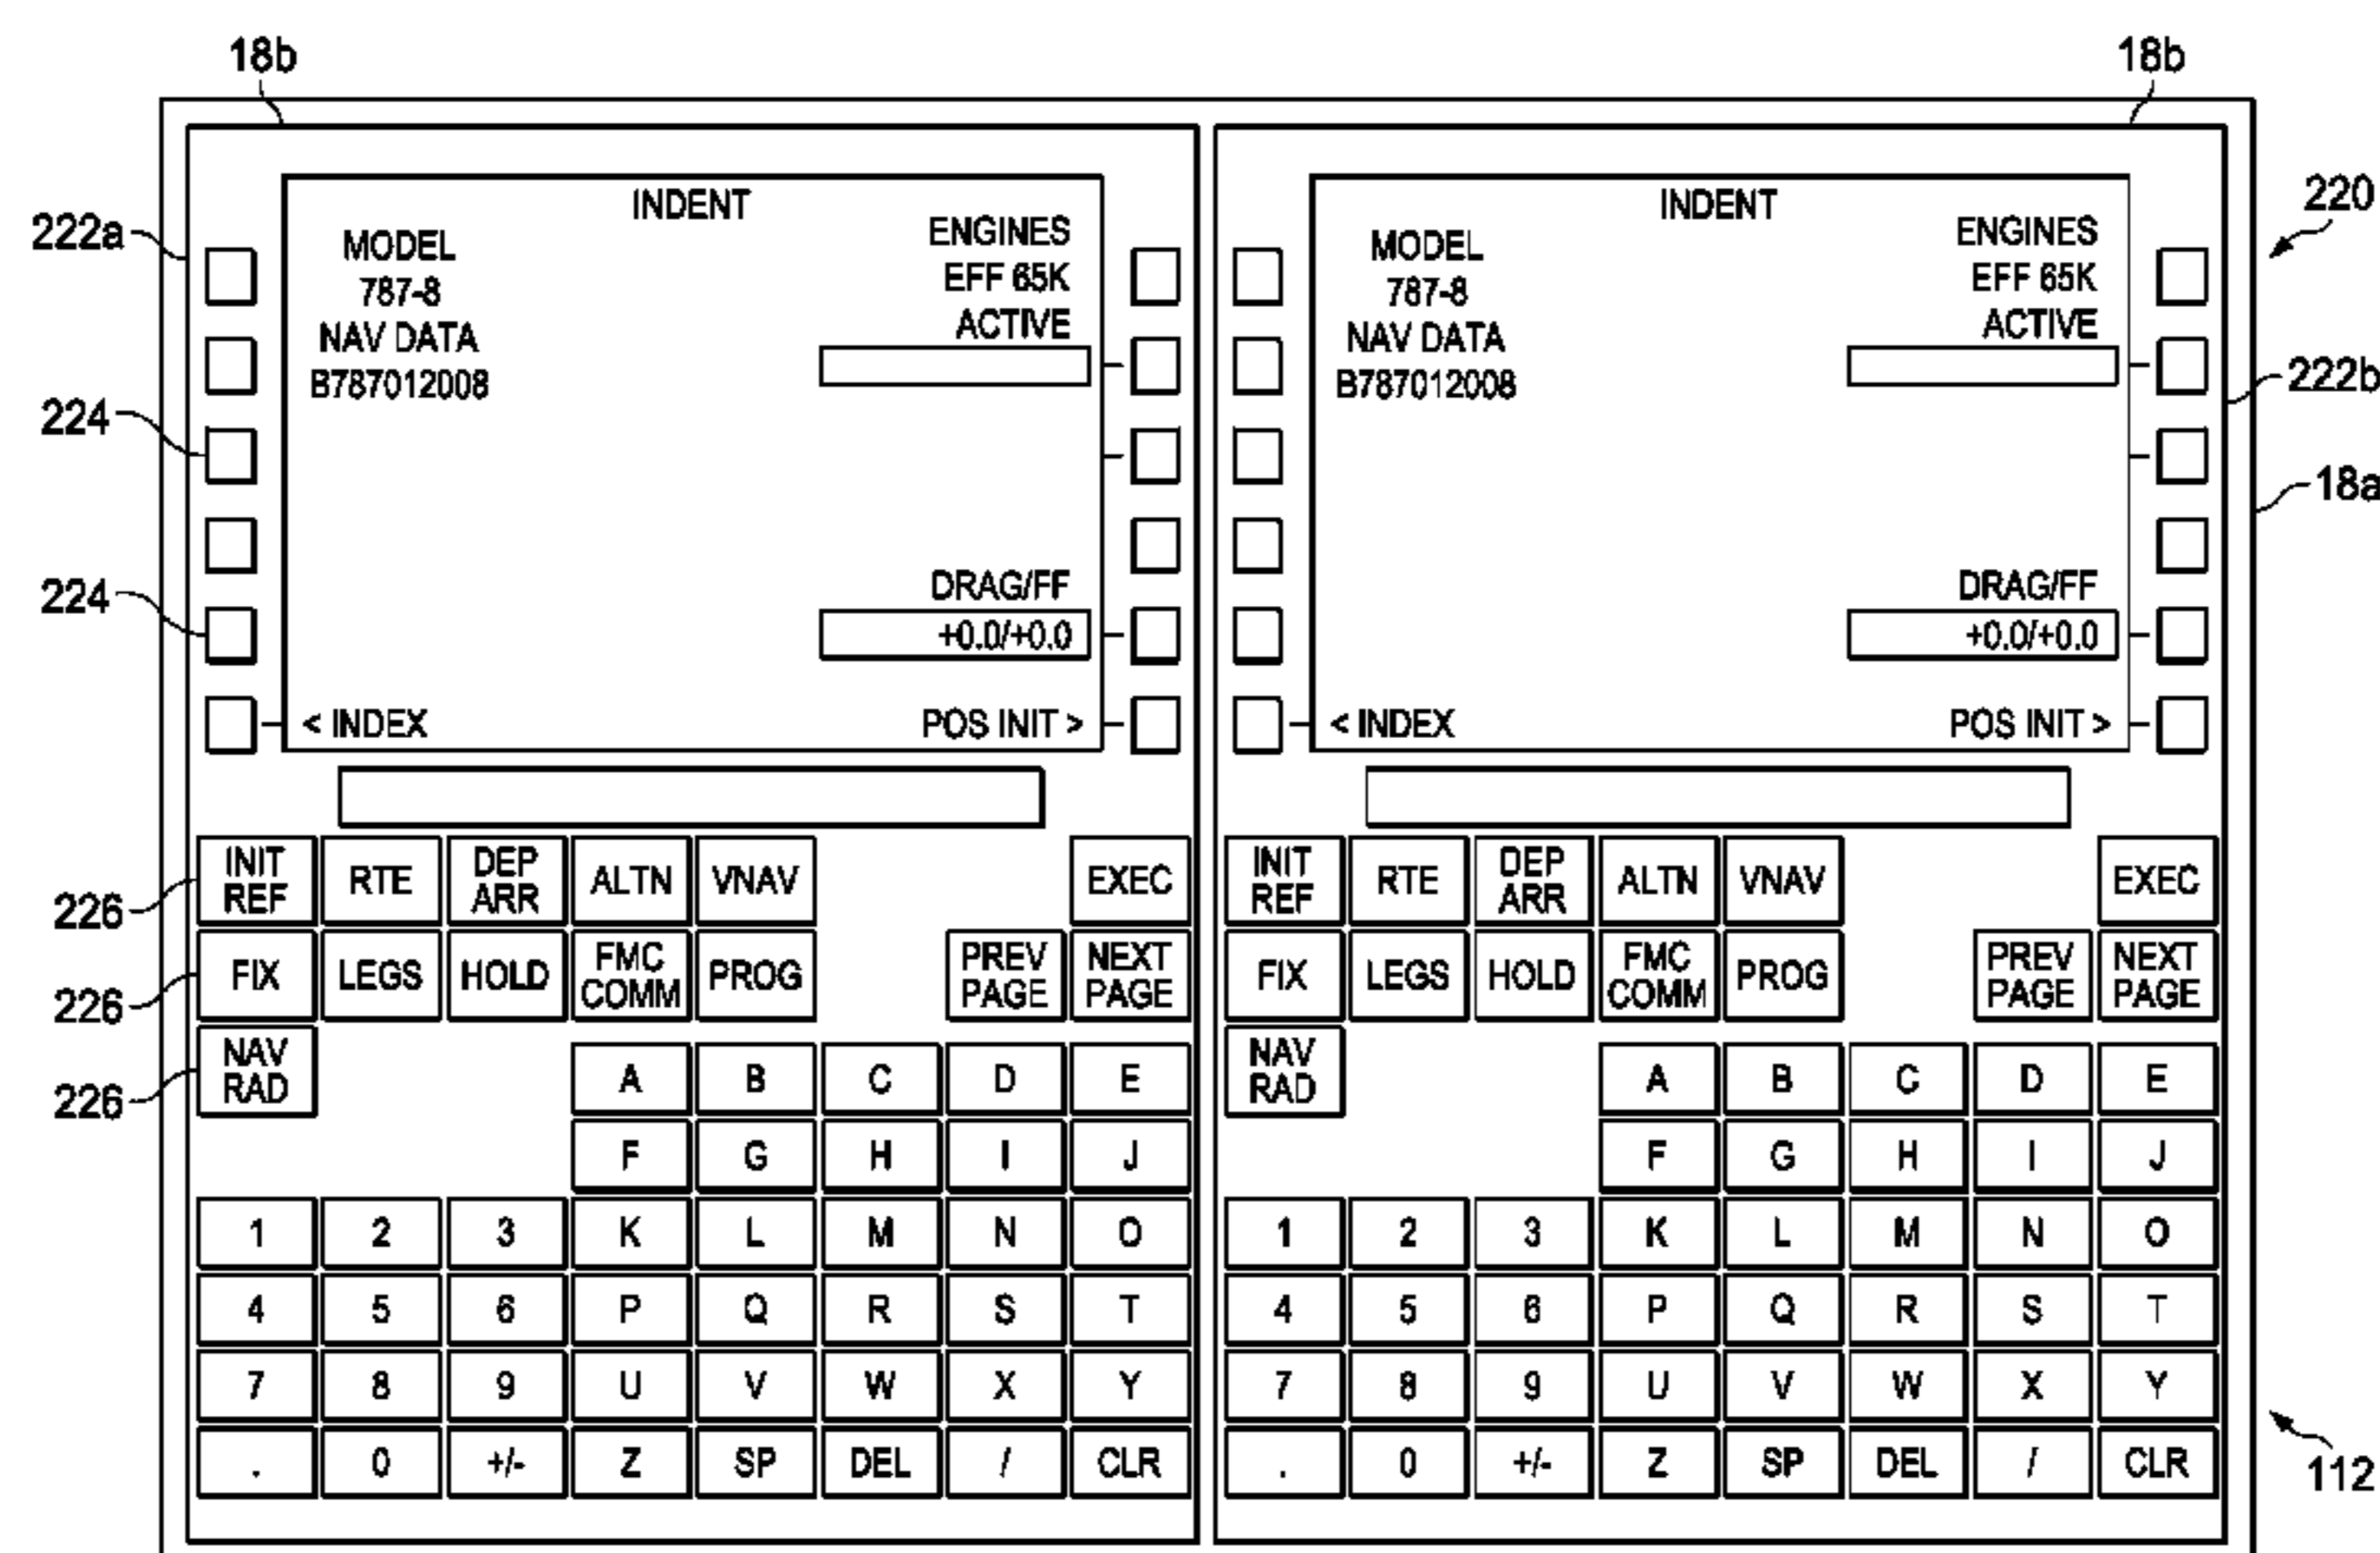 18b 18b
INDENT INDENT
220
222a
MODEL ENGINES MODEL ENGINES
787-8 EFF 65K 787-8 EFF 65K
NAV DATA ACTIVE NAV DATA ACTIVE
B787012008 B787012008
222b
224
18a
DRAG/FF DRAG/FF
224
+0.0/+0.0 +0.0/+0.0
< INDEX POS INIT > < INDEX POS INIT >
INIT REF RTE DEP ARR ALTN VNAV EXEC INIT REF RTE DEP ARR ALTN VNAV EXEC
226
FIX LEGS HOLD FMC COMM PROG PREV PAGE NEXT PAGE FIX LEGS HOLD FMC COMM PROG PREV PAGE NEXT PAGE
226
NAV RAD A B C D E NAV RAD A B C D E
226
F G H I J F G H I J
1 2 3 K L M N O 1 2 3 K L M N O
4 5 6 P Q R S T 4 5 6 P Q R S T
7 8 9 U V W X Y 7 8 9 U V W X Y
. 0 +/- Z SP DEL / CLR . 0 +/- Z SP DEL / CLR
112